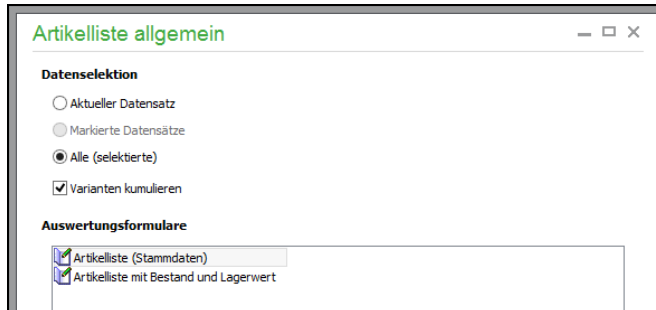 Artikelliste allgemein
Datenselektion
Aktueller Datensatz
Markierte Datensätze
Alle (selektierte)
Varianten kumulieren
Auswertungsformulare
Artikelliste (Stammdaten)
Artikelliste mit Bestand und Lagerwert